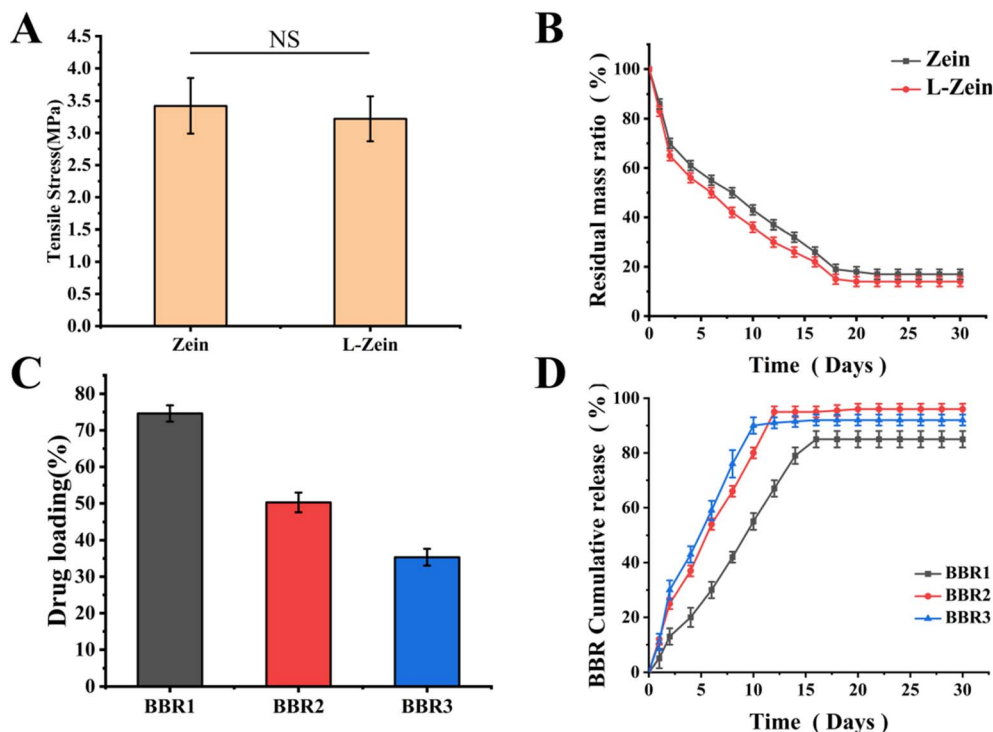 A
NS
Tensile Stress(MPa)
4.5
4.0
3.5
3.0
2.5
2.0
1.5
1.0
0.5
0.0
Zein L-Zein
B
Zein
L-Zein
Residual mass ratio ( % )
100
80
60
40
20
0
0 5 10 15 20 25 30
Time ( Days )
C
Drug loading(%)
80
70
60
50
40
30
20
10
0
BBR1 BBR2 BBR3
D
BBR Cumulative release ( % )
100
80
60
40
20
0
BBR1
BBR2
BBR3
0 5 10 15 20 25 30
Time ( Days )